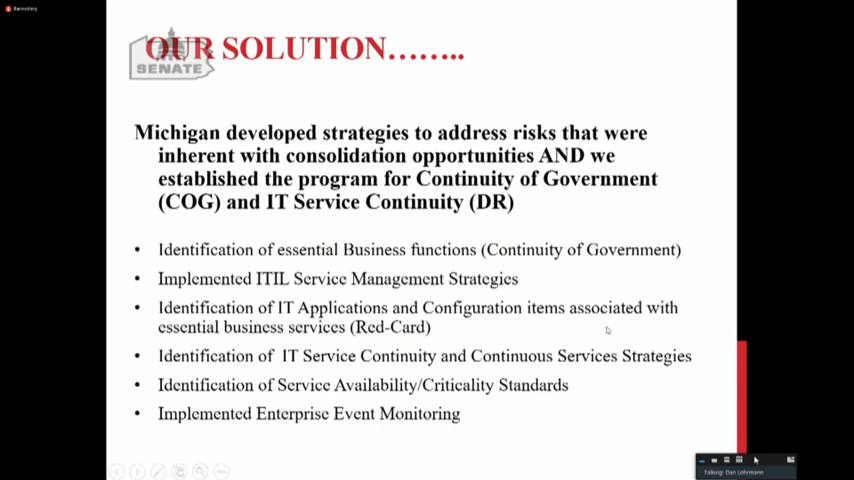 Recording
OUR SOLUTION……..
SENATE
Michigan developed strategies to address risks that were
inherent with consolidation opportunities AND we
established the program for Continuity of Government
(COG) and IT Service Continuity (DR)
• Identification of essential Business functions (Continuity of Government)
• Implemented ITIL Service Management Strategies
• Identification of IT Applications and Configuration items associated with
essential business services (Red-Card)
• Identification of IT Service Continuity and Continuous Services Strategies
• Identification of Service Availability/Criticality Standards
• Implemented Enterprise Event Monitoring
Talking: Dan Lohrmann